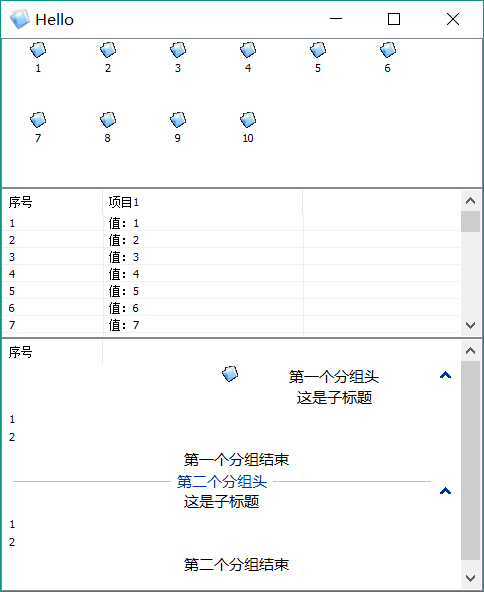 Hello
1 2 3 4 5 6
7 8 9 10
序号 项目1
1 值：1
2 值：2
3 值：3
4 值：4
5 值：5
6 值：6
7 值：7
序号
第一个分组头
这是子标题
1
2
第一个分组结束
第二个分组头
这是子标题
1
2
第二个分组结束